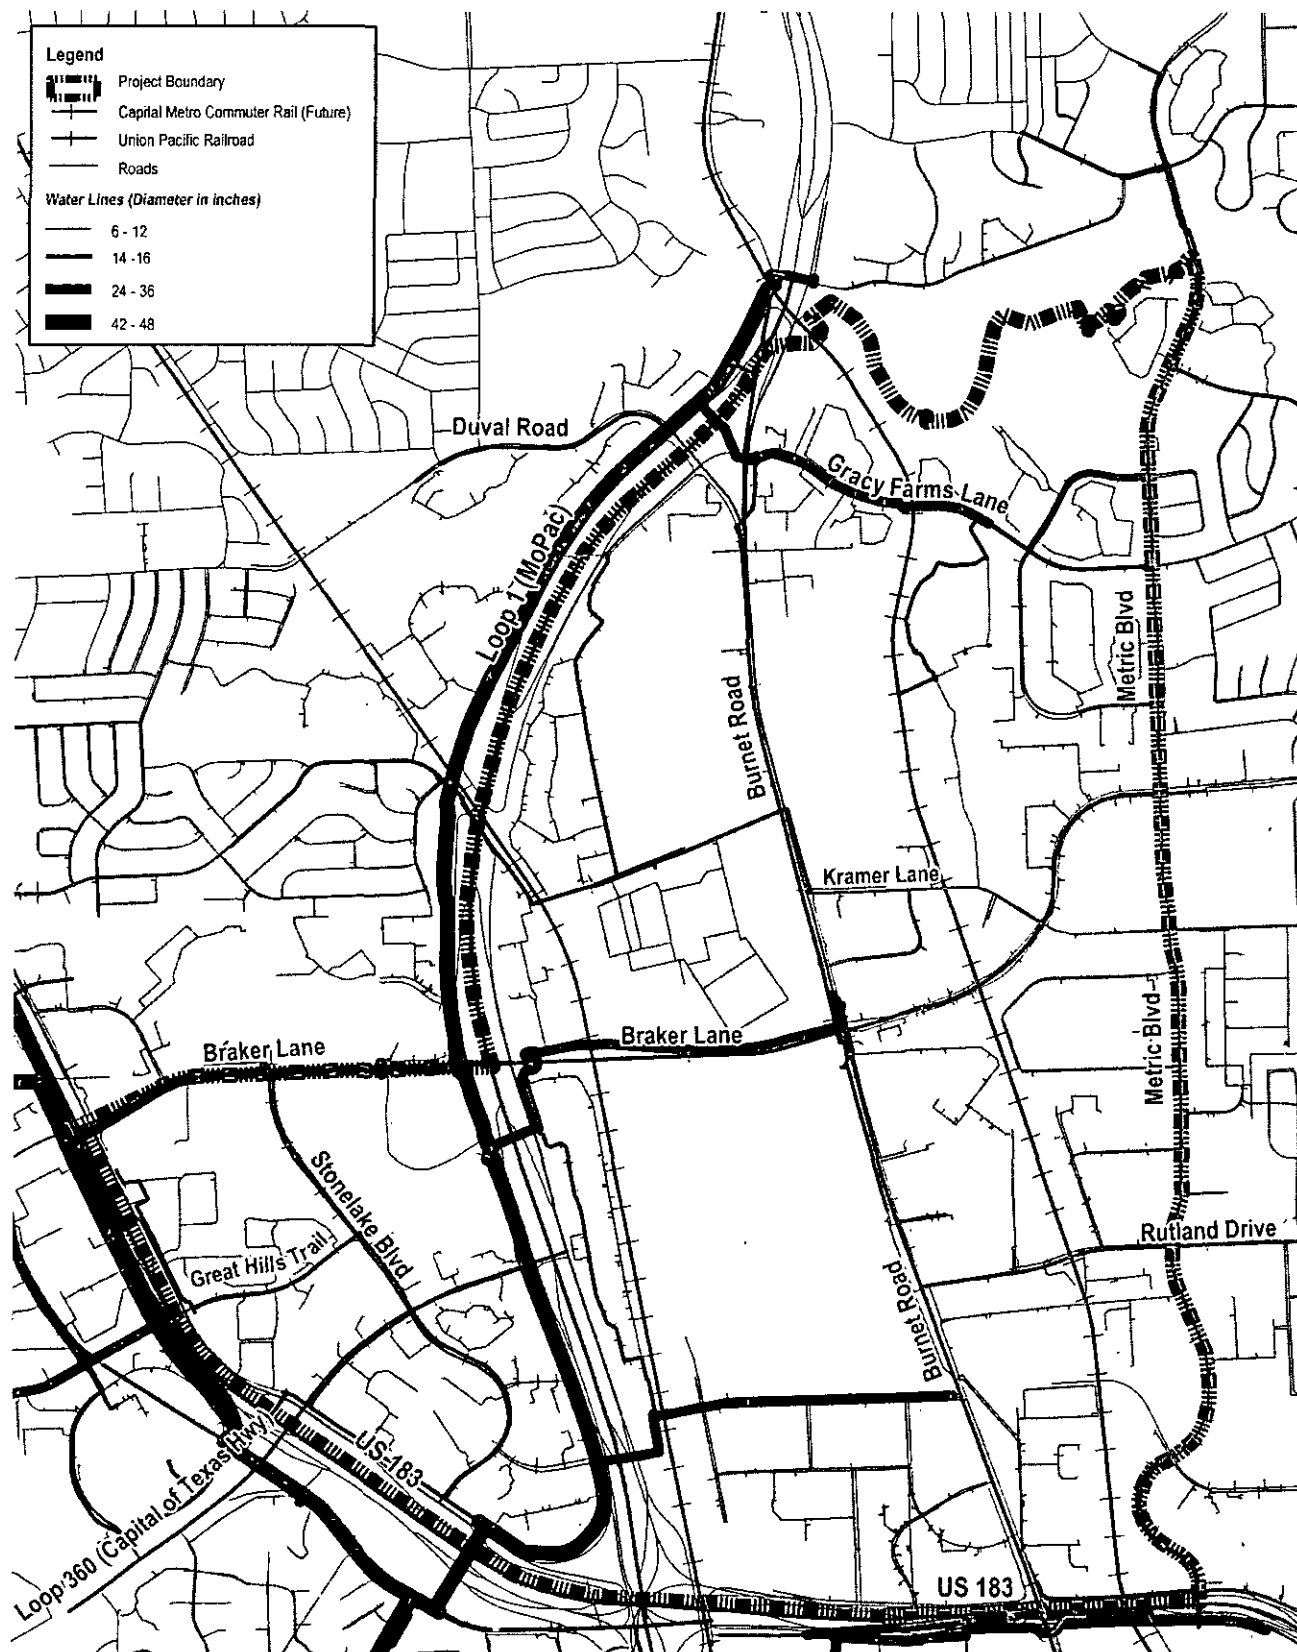 Legend
Project Boundary
Capital Metro Commuter Rail (Future)
Union Pacific Railroad
Roads
Water Lines (Diameter in inches)
6 - 12
14 -16
24 - 36
42 - 48
Duval Road
Gracy Farms Lane
Loop 1 (MoPac)
Metric Blvd
Burnet Road
Kramer Lane
Braker Lane
Braker Lane
Metric Blvd
Stonelake Blvd
Great Hills Trail
Rutland Drive
Burnet Road
US-183
Loop 360 (Capital of Texas Hwy)
US 183